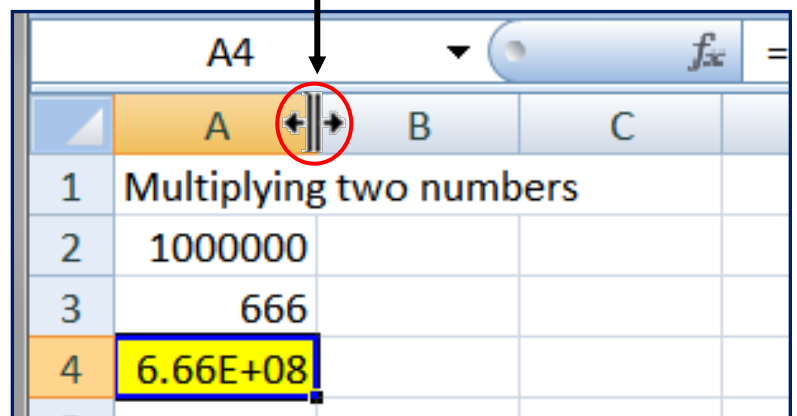 A4 fx =
A B C
1 Multiplying two numbers
2 1000000
3 666
4 6.66E+08